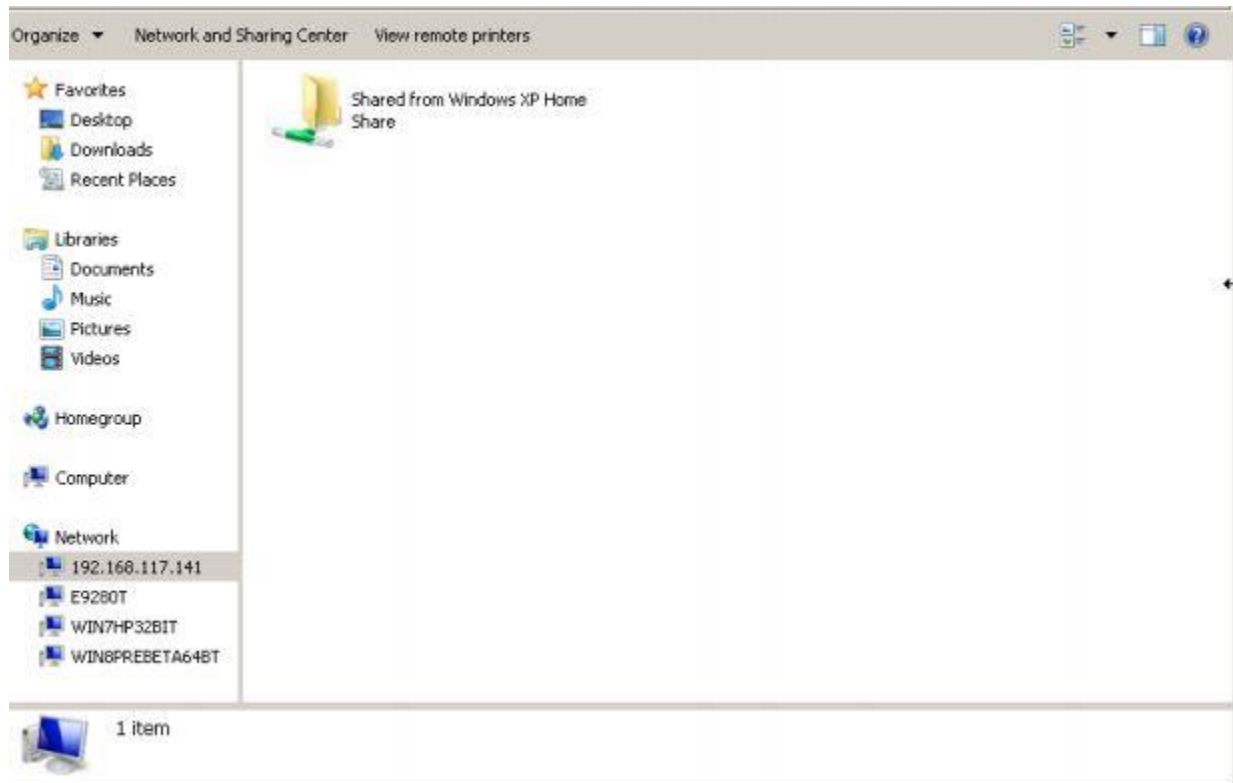 Organize Network and Sharing Center View remote printers
Favorites
Desktop
Downloads
Recent Places
Libraries
Documents
Music
Pictures
Videos
Homegroup
Computer
Network
192.168.117.141
E9280T
WIN7HP32BIT
WIN8PREBETA64BT
Shared from Windows XP Home
Share
1 item